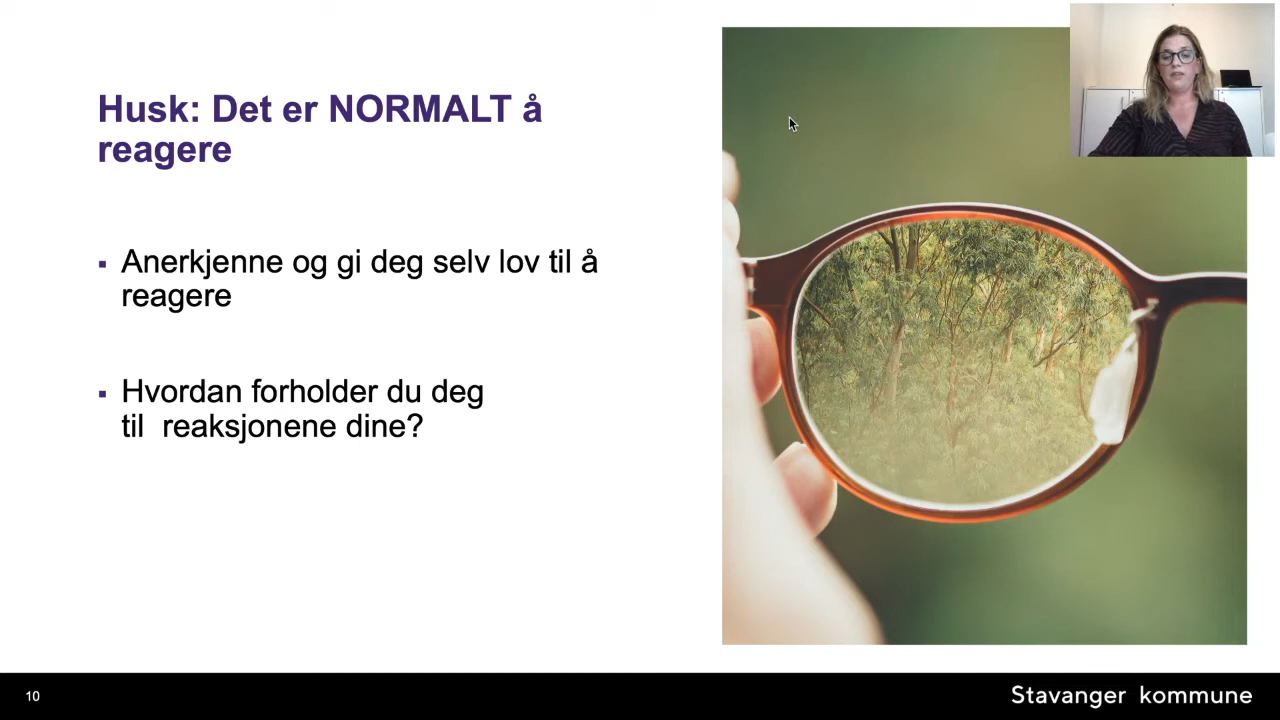 Husk: Det er NORMALT å
reagere
▪ Anerkjenne og gi deg selv lov til å
reagere
▪ Hvordan forholder du deg
til  reaksjonene dine?
10
Stavanger kommune